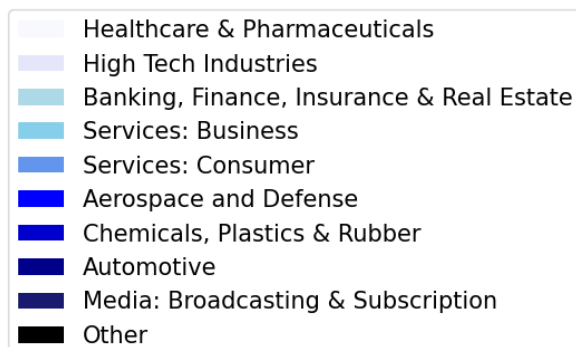 Healthcare & Pharmaceuticals
High Tech Industries
Banking, Finance, Insurance & Real Estate
Services: Business
Services: Consumer
Aerospace and Defense
Chemicals, Plastics & Rubber
Automotive
Media: Broadcasting & Subscription
Other